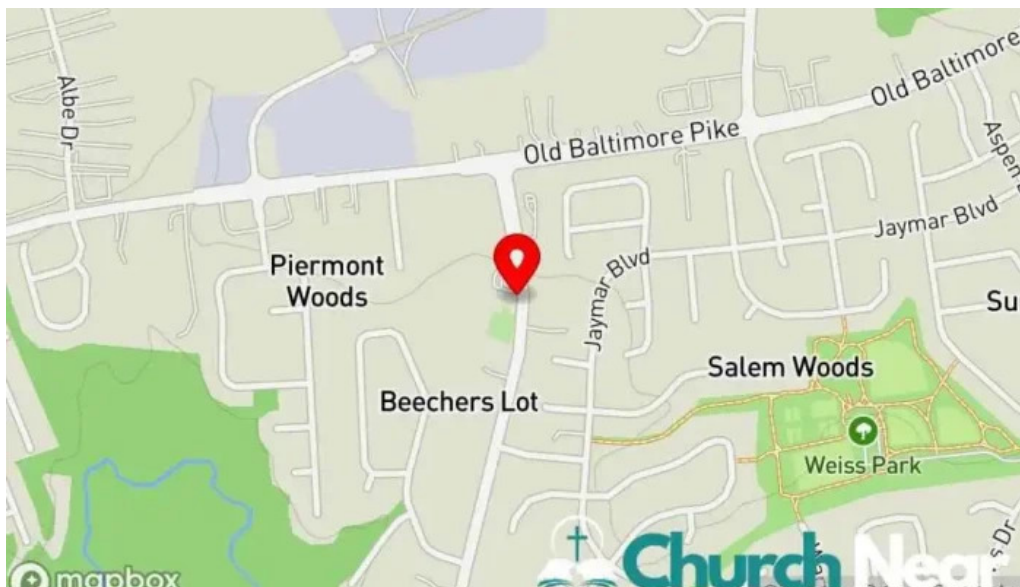 Albe Dr
Old Baltimore Pike
Old Baltimore
Aspen
Jaymar Blvd
Jaymar Blvd
Piermont
Woods
Su
Salem Woods
Beechers Lot
Weiss Park
Church Near
mapbox